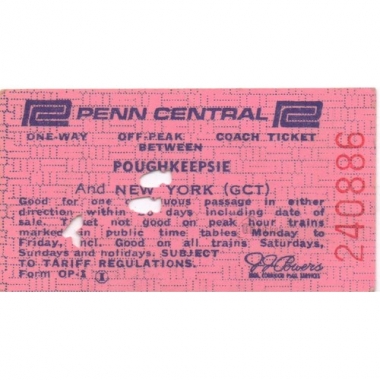 PENN CENTRAL
ONE-WAY OFF-PEAK COACH TICKET
BETWEEN
POUGHKEEPSIE
And NEW YORK (GCT)
Good for one uous passage in either
direction within days including date of
sale. Ticket not good on peak hour trains
marked in public time tables Monday to
Friday, incl. Good on all trains Saturdays,
Sundays and holidays. SUBJECT
TO TARIFF REGULATIONS.
Form OP-1 1
240886